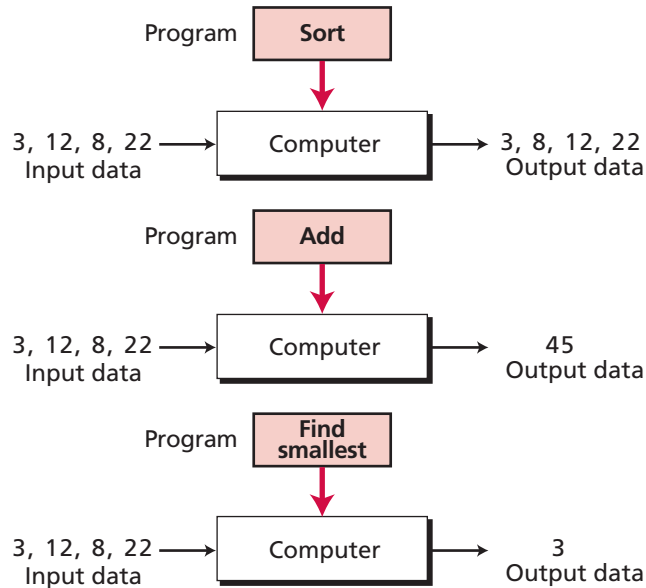 Program Sort
3, 12, 8, 22 Computer 3, 8, 12, 22
Input data Output data
Program Add
3, 12, 8, 22 Computer 45
Input data Output data
Program Find
smallest
3, 12, 8, 22 Computer 3
Input data Output data